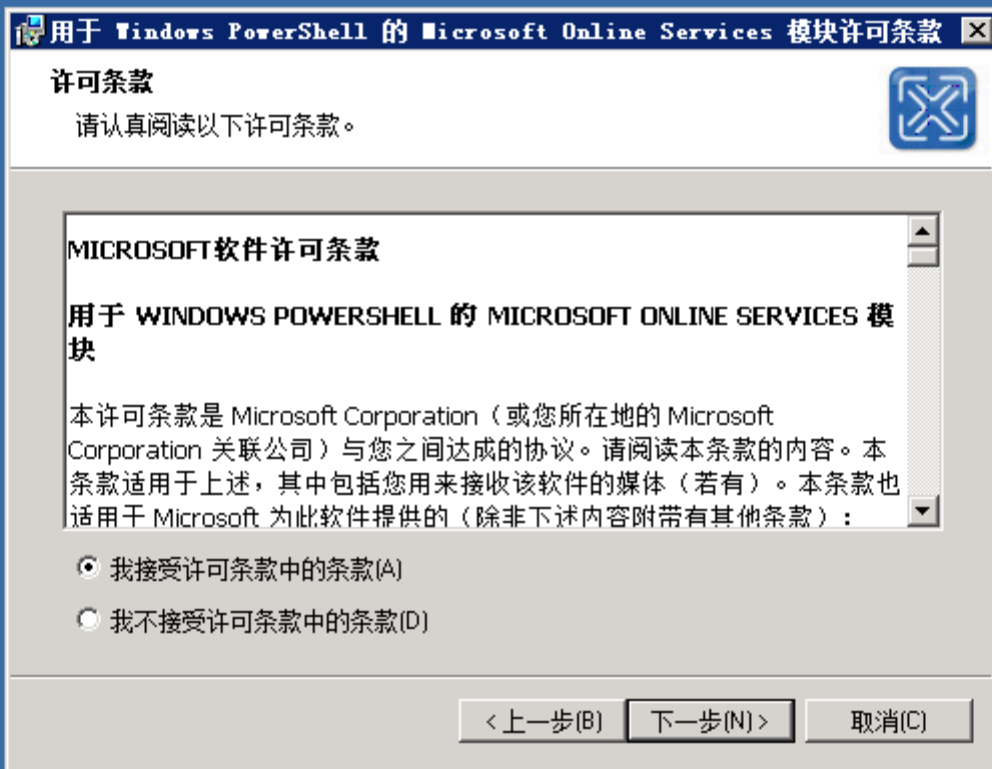 用于 Windows PowerShell 的 Microsoft Online Services 模块许可条款
许可条款
请认真阅读以下许可条款。
MICROSOFT软件许可条款
用于 WINDOWS POWERSHELL 的 MICROSOFT ONLINE SERVICES 模
块
本许可条款是 Microsoft Corporation（或您所在地的 Microsoft
Corporation 关联公司）与您之间达成的协议。请阅读本条款的内容。本
条款适用于上述，其中包括您用来接收该软件的媒体（若有）。本条款也
适用于 Microsoft 为此软件提供的（除非下述内容附带有其他条款）：
我接受许可条款中的条款(A)
我不接受许可条款中的条款(D)
<上一步(B)
下一步(N)>
取消(C)